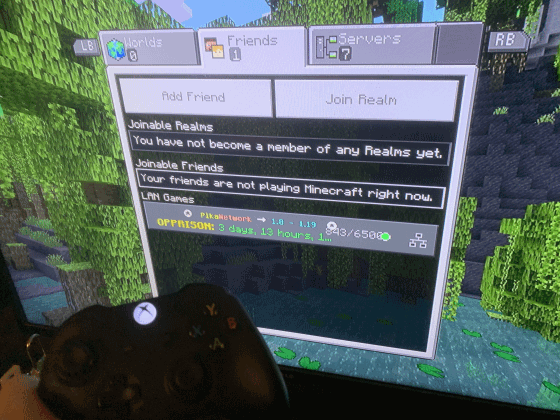 LB
Worlds
0
Friends
1
Servers
7
RB
Add Friend
Join Realm
Joinable Realms
You have not become a member of any Realms yet.
Joinable Friends
Your friends are not playing Minecraft right now.
LAN Games
PikaNetwork → 1.8 - 1.19
OPPRISON: 3 days, 13 hours, 1...
843/6500
Y
X
B
A